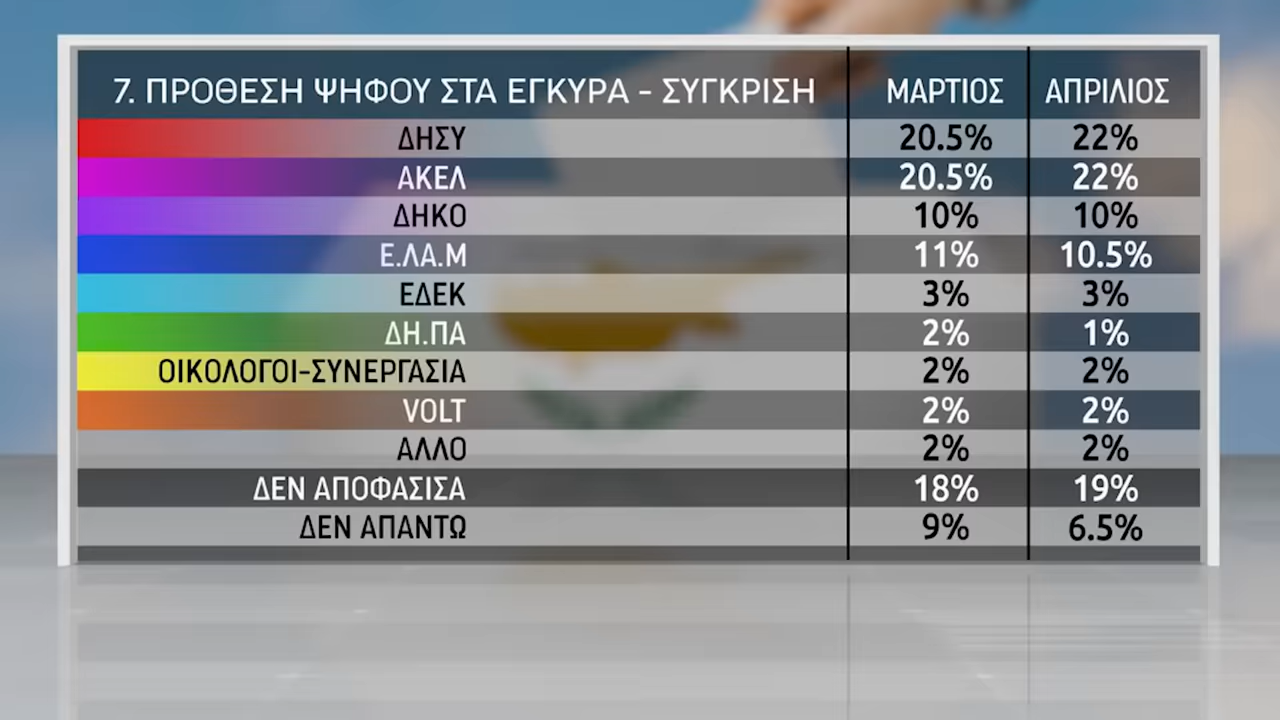 7. ΠΡΟΘΕΣΗ ΨΗΦΟΥ ΣΤΑ ΕΓΚΥΡΑ - ΣΥΓΚΡΙΣΗ ΜΑΡΤΙΟΣ ΑΠΡΙΛΙΟΣ
ΔΗΣΥ 20.5% 22%
ΑΚΕΛ 20.5% 22%
ΔΗΚΟ 10% 10%
Ε.ΛΑ.Μ 11% 10.5%
ΕΔΕΚ 3% 3%
ΔΗ.ΠΑ 2% 1%
ΟΙΚΟΛΟΓΟΙ-ΣΥΝΕΡΓΑΣΙΑ 2% 2%
VOLT 2% 2%
ΑΛΛΟ 2% 2%
ΔΕΝ ΑΠΟΦΑΣΙΣΑ 18% 19%
ΔΕΝ ΑΠΑΝΤΩ 9% 6.5%